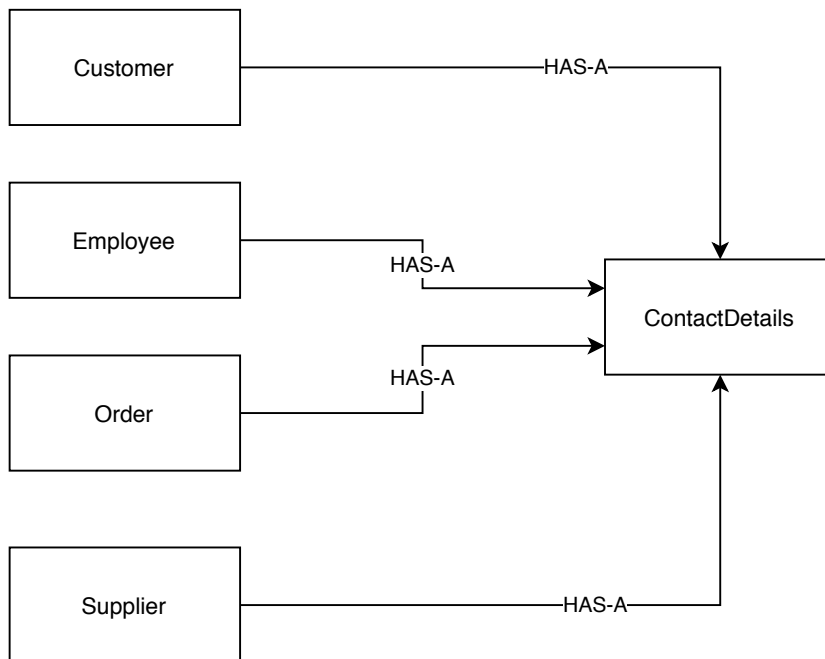 Customer
HAS-A
Employee
HAS-A
ContactDetails
Order
HAS-A
Supplier
HAS-A